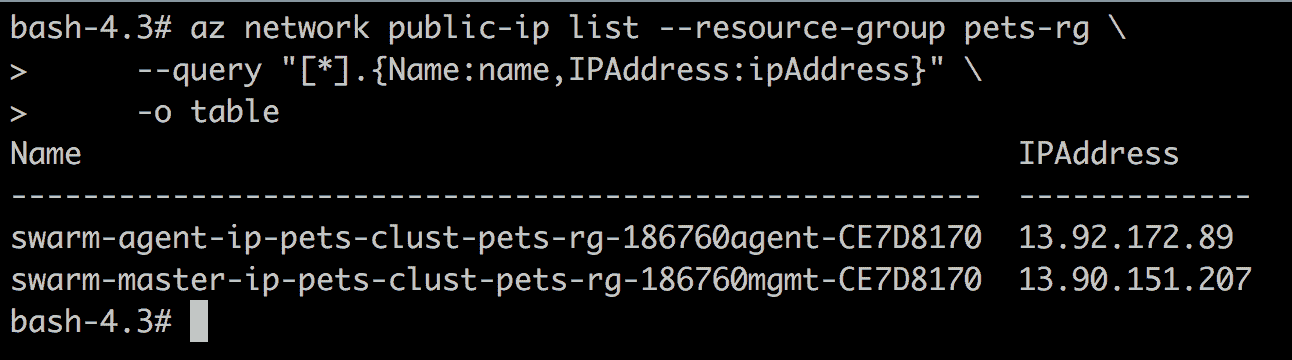 bash-4.3# az network public-ip list --resource-group pets-rg \
>      --query "[*].{Name:name,IPAddress:ipAddress}" \
>      -o table
Name                                                    IPAddress
------------------------------------------------------  -------------
swarm-agent-ip-pets-clust-pets-rg-186760agent-CE7D8170  13.92.172.89
swarm-master-ip-pets-clust-pets-rg-186760mgmt-CE7D8170  13.90.151.207
bash-4.3#